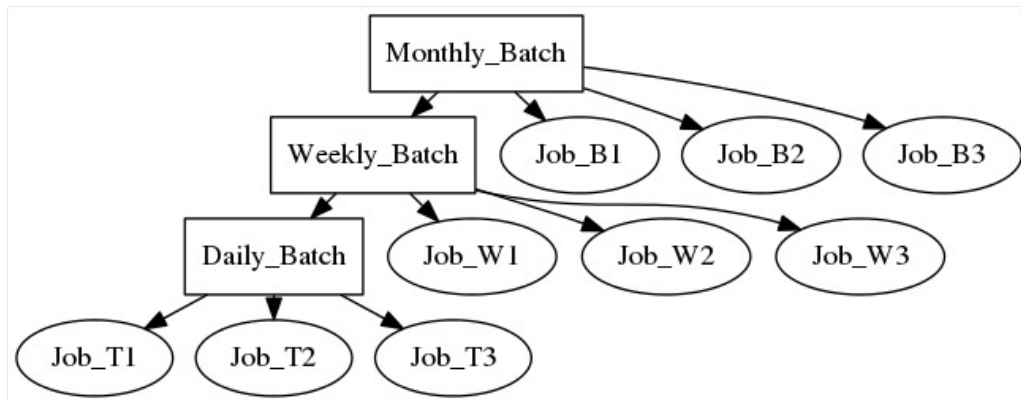 Monthly_Batch
Weekly_Batch
Job_B1
Job_B2
Job_B3
Daily_Batch
Job_W1
Job_W2
Job_W3
Job_T1
Job_T2
Job_T3